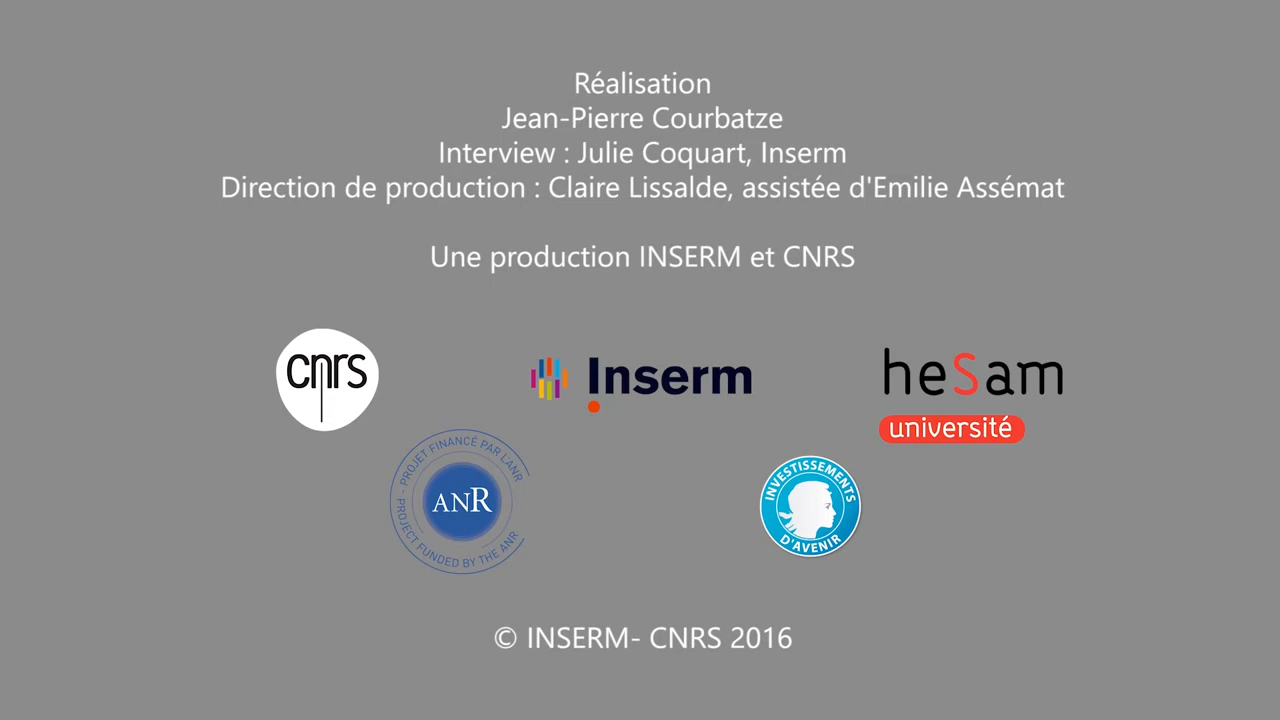 Réalisation
Jean-Pierre Courbatze
Interview : Julie Coquart, Inserm
Direction de production : Claire Lissalde, assistée d'Emilie Assémat
Une production INSERM et CNRS
cnrs
Inserm
heSam
université
- PROJET FINANCÉ PAR L'ANR
ANR
PROJECT FUNDED BY THE ANR
INVESTISSEMENTS
D'AVENIR
© INSERM- CNRS 2016